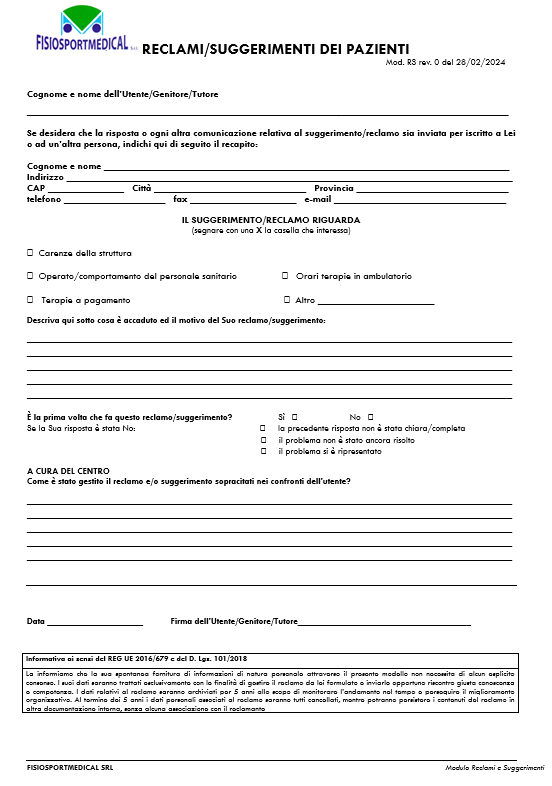 FISIOSPORTMEDICAL S.r.l. RECLAMI/SUGGERIMENTI DEI PAZIENTI
Mod. RS rev. 0 del 28/02/2024
Cognome e nome dell'Utente/Genitore/Tutore
Se desidera che la risposta o ogni altra comunicazione relativa al suggerimento/reclamo sia inviata per iscritto a Lei
o ad un'altra persona, indichi qui di seguito il recapito:
Cognome e nome
Indirizzo
CAP Città Provincia
telefono fax e-mail
IL SUGGERIMENTO/RECLAMO RIGUARDA
(segnare con una X la casella che interessa)
☐ Carenze della struttura
☐ Operato/comportamento del personale sanitario ☐ Orari terapie in ambulatorio
☐ Terapie a pagamento ☐ Altro
Descriva qui sotto cosa è accaduto ed il motivo del Suo reclamo/suggerimento:
È la prima volta che fa questo reclamo/suggerimento? Sì ☐ No ☐
Se la Sua risposta è stata No: ☐ la precedente risposta non è stata chiara/completa
☐ il problema non è stato ancora risolto
☐ il problema si è ripresentato
A CURA DEL CENTRO
Come è stato gestito il reclamo e/o suggerimento sopracitati nei confronti dell'utente?
Data Firma dell'Utente/Genitore/Tutore
Informativa ai sensi del REG UE 2016/679 e del D. Lgs. 101/2018
La informiamo che la sua spontanea fornitura di informazioni di natura personale attraverso il presente modello non necessita di alcun esplicito
consenso. I suoi dati saranno trattati esclusivamente con la finalità di gestire il reclamo da lei formulato e inviarle opportuno riscontro giusta conoscenza
e competenza. I dati relativi al reclamo saranno archiviati per 5 anni allo scopo di monitorare l'andamento nel tempo e perseguire il miglioramento
organizzativo. Al termine dei 5 anni i dati personali associati al reclamo saranno tutti cancellati, mentre potranno persistere i contenuti del reclamo in
altra documentazione interna, senza alcuna associazione con il reclamante
FISIOSPORTMEDICAL SRL Modulo Reclami e Suggerimenti